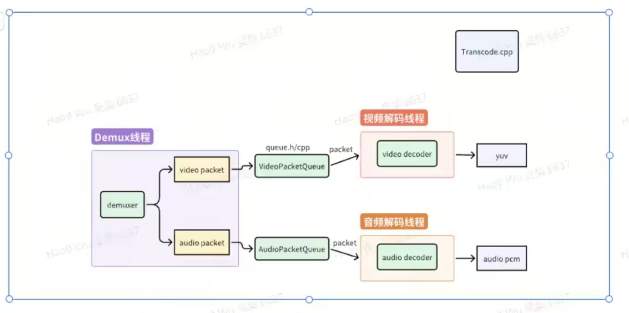 Transcode.cpp
Demux线程
视频解码线程
queue.h/cpp
packet
video packet
VideoPacketQueue
video decoder
yuv
demuxer
音频解码线程
packet
audio packet
AudioPacketQueue
audio decoder
audio pcm